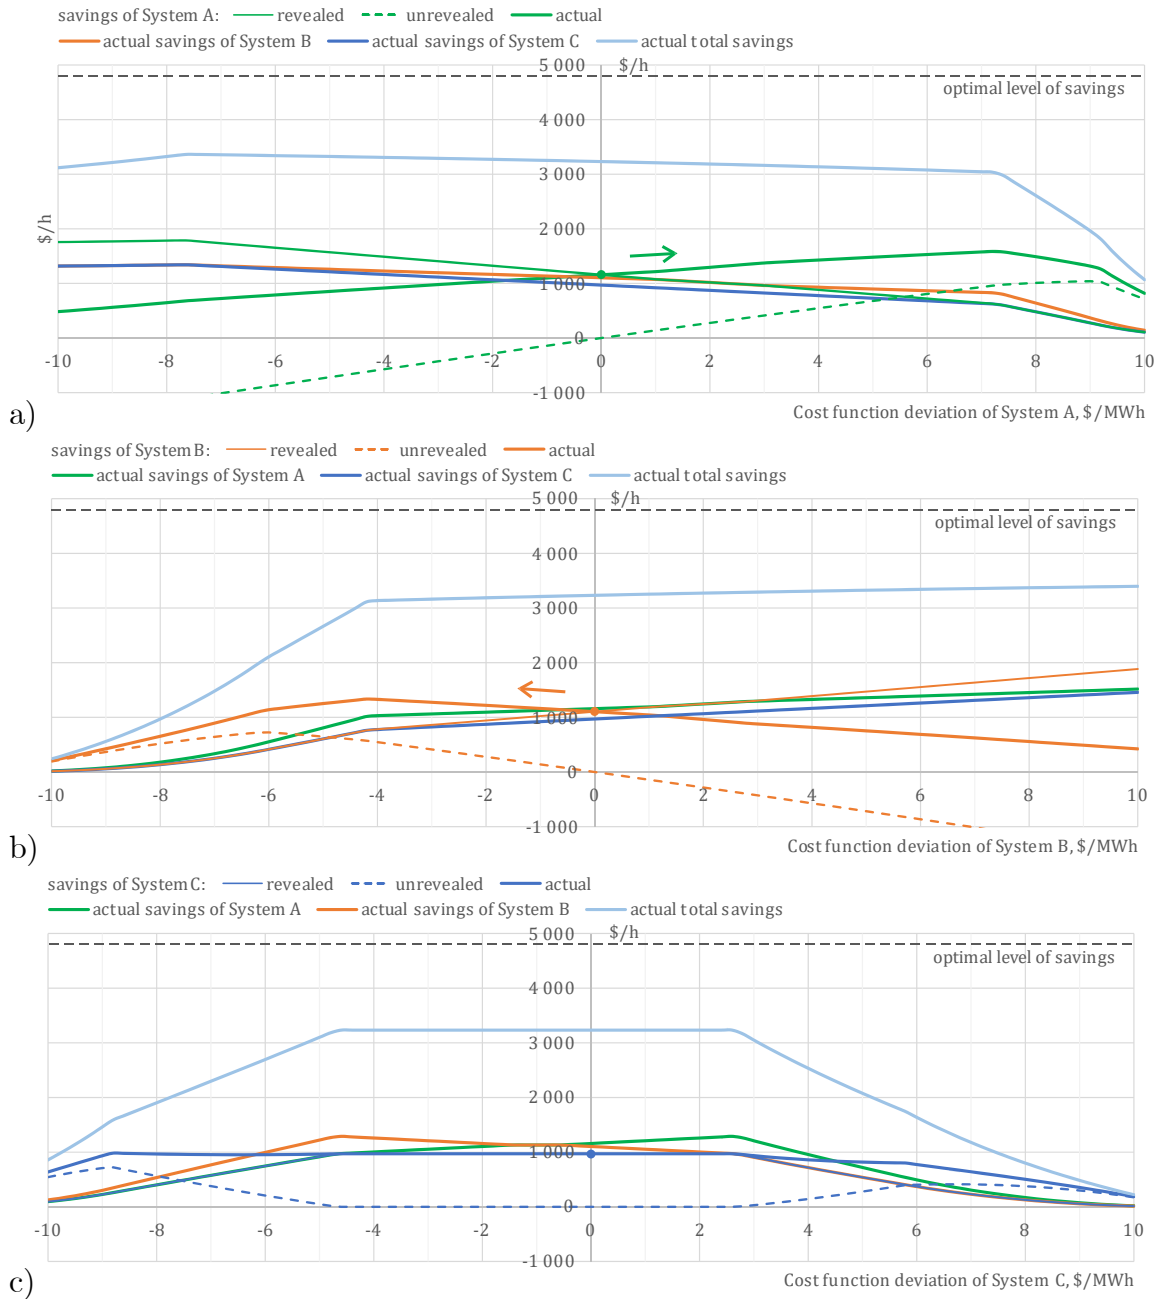 savings of System A: revealed unrevealed actual
actual savings of System B actual savings of System C actual total savings
5 000 $/h
optimal level of savings
4 000
3 000
2 000
$/h
1 000
0
-10 -8 -6 -4 -2 0 2 4 6 8 10
-1 000
Cost function deviation of System A, $/MWh
a)
savings of System B: revealed unrevealed actual
actual savings of System A actual savings of System C actual total savings
5 000 $/h
optimal level of savings
4 000
3 000
2 000
1 000
0
-10 -8 -6 -4 -2 0 2 4 6 8 10
-1 000
Cost function deviation of System B, $/MWh
b)
savings of System C: revealed unrevealed actual
actual savings of System A actual savings of System B actual total savings
5 000 $/h
optimal level of savings
4 000
3 000
2 000
1 000
0
-10 -8 -6 -4 -2 0 2 4 6 8 10
-1 000
Cost function deviation of System C, $/MWh
c)